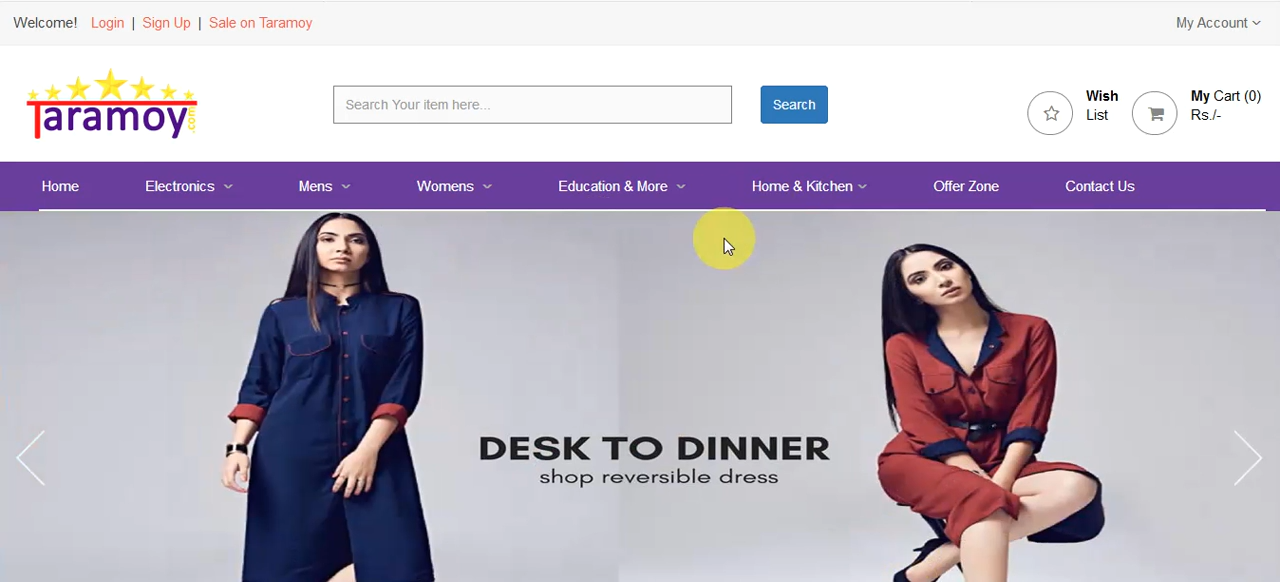 Welcome! Login | Sign Up | Sale on Taramoy
My Account
Taramoy.com
Search Your item here...
Search
Wish List
My Cart (0)
Rs./-
Home Electronics Mens Womens Education & More Home & Kitchen Offer Zone Contact Us
DESK TO DINNER
shop reversible dress